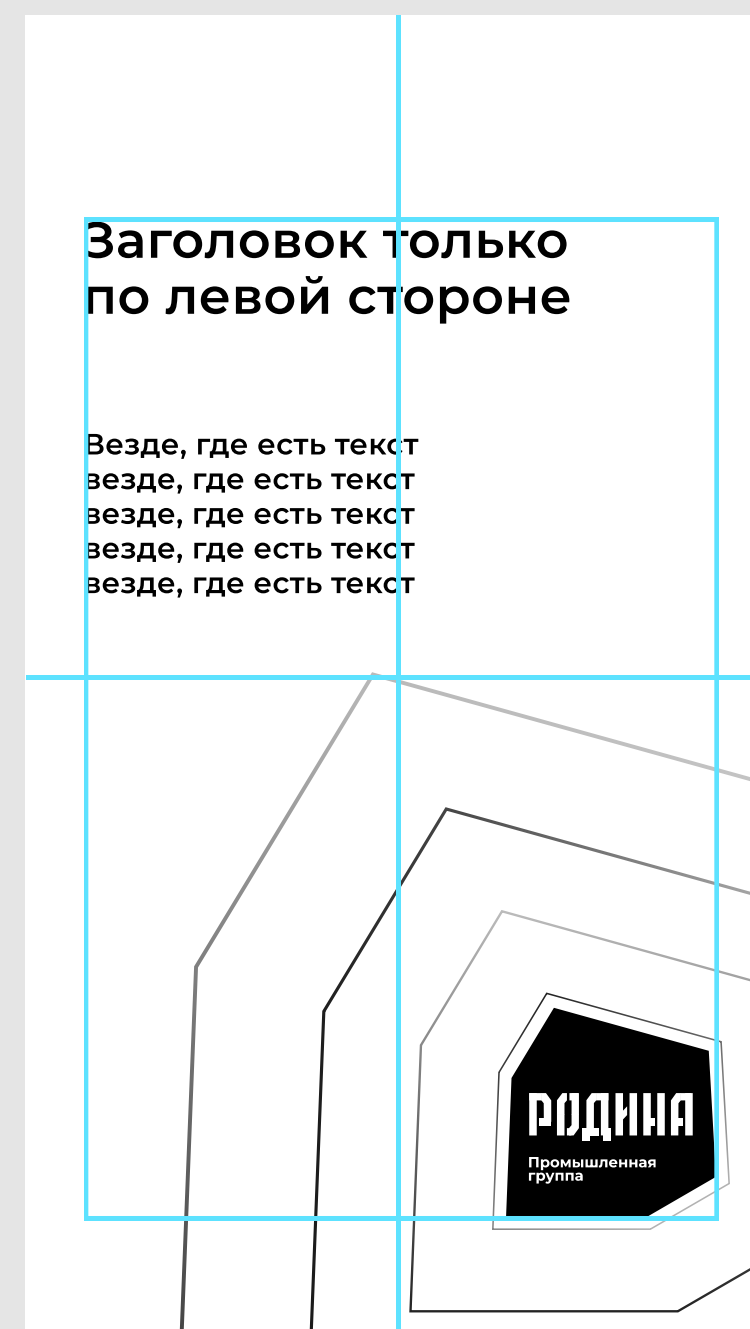 Заголовок только
по левой стороне
Везде, где есть текст
везде, где есть текст
везде, где есть текст
везде, где есть текст
везде, где есть текст
РОДИНА
Промышленная
группа